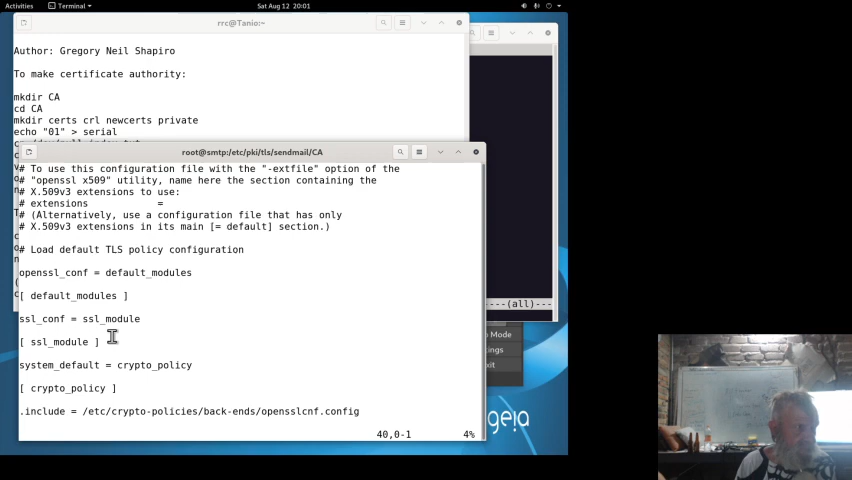 Activities
Terminal
Sat Aug 12 20:01
rrc@Tanio:~
Author: Gregory Neil Shapiro
To make certificate authority:
mkdir CA
cd CA
mkdir certs crl newcerts private
echo "01" > serial
root@smtp:/etc/pki/tls/sendmail/CA
# To use this configuration file with the "-extfile" option of the
# "openssl x509" utility, name here the section containing the
# X.509v3 extensions to use:
# extensions            =
# (Alternatively, use a configuration file that has only
# X.509v3 extensions in its main [= default] section.)
# Load default TLS policy configuration
openssl_conf = default_modules
[ default_modules ]
ssl_conf = ssl_module
[ ssl_module ]
system_default = crypto_policy
[ crypto_policy ]
.include = /etc/crypto-policies/back-ends/opensslcnf.config
40,0-1
4%
----(all)---
Mode
geia